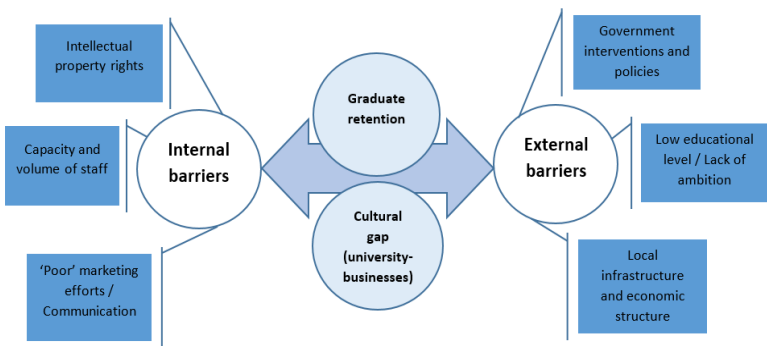 Intellectual
property rights
Capacity and
volume of staff
‘Poor’ marketing
efforts /
Communication
Internal
barriers
Graduate
retention
Cultural
gap
(university-
businesses)
External
barriers
Government
interventions and
policies
Low educational
level / Lack of
ambition
Local
infrastructure
and economic
structure